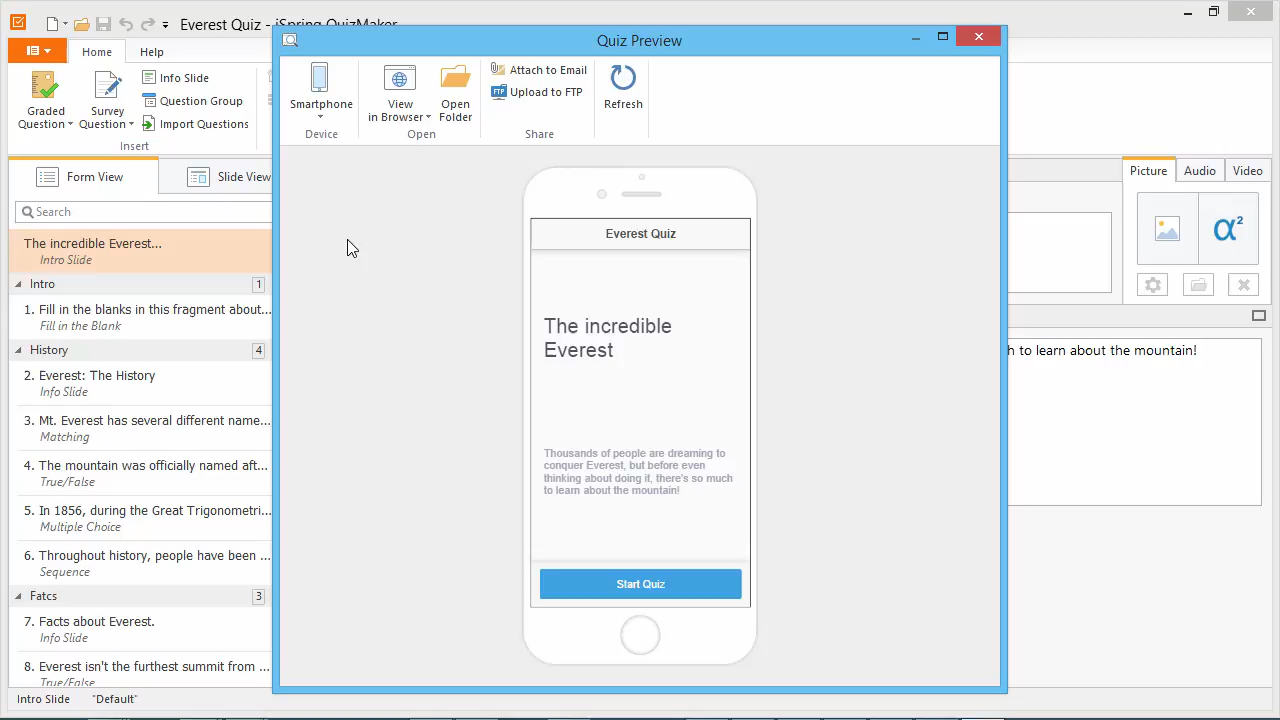 Everest Quiz - iSpring QuizMaker
Quiz Preview
Home
Help
Graded
Question
Survey
Question
Info Slide
Question Group
Import Questions
Insert
Smartphone
Device
View
in Browser
Open
Folder
Open
Attach to Email
FTP Upload to FTP
Share
Refresh
Form View
Slide View
Search
The incredible Everest...
Intro Slide
Intro 1
1. Fill in the blanks in this fragment about...
Fill in the Blank
History 4
2. Everest: The History
Info Slide
3. Mt. Everest has several different name...
Matching
4. The mountain was officially named aft...
True/False
5. In 1856, during the Great Trigonometri...
Multiple Choice
6. Throughout history, people have been ...
Sequence
Fatcs 3
7. Facts about Everest.
Info Slide
8. Everest isn't the furthest summit from ...
True/False
Intro Slide "Default"
Everest Quiz
The incredible
Everest
Thousands of people are dreaming to
conquer Everest, but before even
thinking about doing it, there's so much
to learn about the mountain!
Start Quiz
Picture
Audio
Video
α²
h to learn about the mountain!